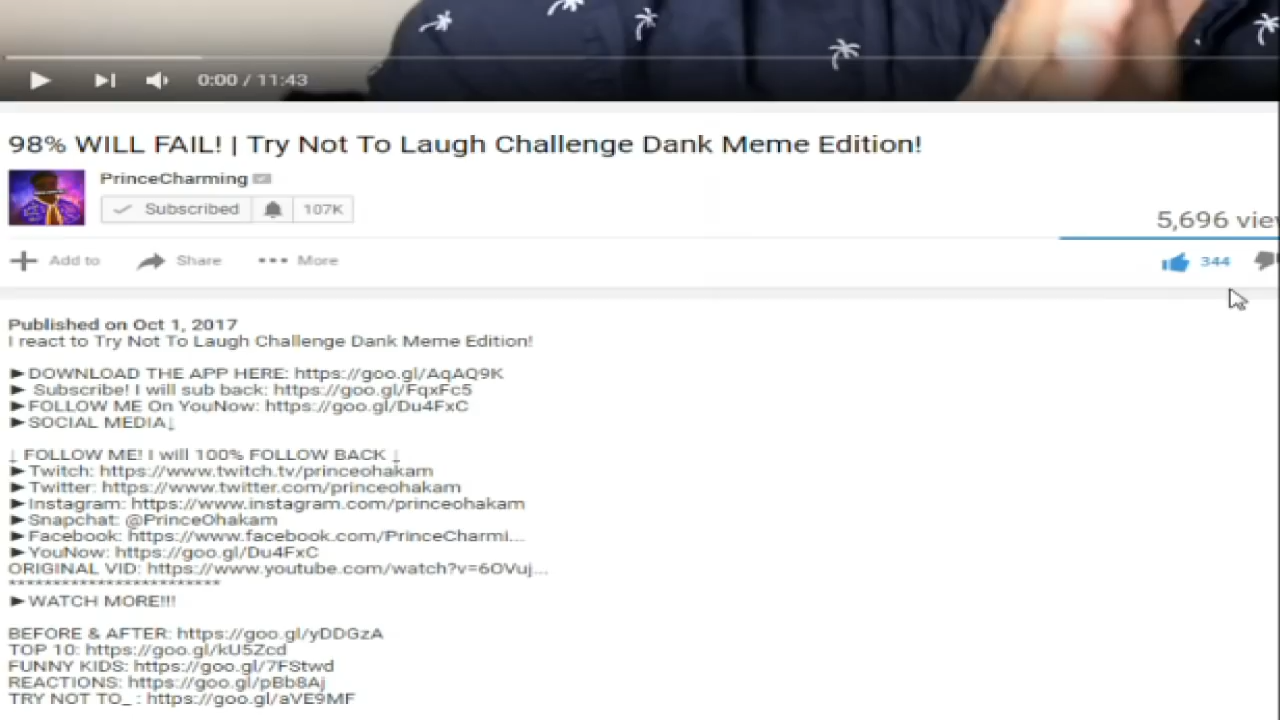 0:00 / 11:43
98% WILL FAIL! | Try Not To Laugh Challenge Dank Meme Edition!
PrinceCharming
Subscribed 107K
5,696 view
Add to Share More 344
Published on Oct 1, 2017
I react to Try Not To Laugh Challenge Dank Meme Edition!
►DOWNLOAD THE APP HERE: https://goo.gl/AqAQ9K
► Subscribe! I will sub back: https://goo.gl/FqxFc5
►FOLLOW ME On YouNow: https://goo.gl/Du4FxC
►SOCIAL MEDIA↓
↓ FOLLOW ME! I will 100% FOLLOW BACK ↓
►Twitch: https://www.twitch.tv/princeohakam
►Twitter: https://www.twitter.com/princeohakam
►Instagram: https://www.instagram.com/princeohakam
►Snapchat: @PrinceOhakam
►Facebook: https://www.facebook.com/PrinceCharmi...
►YouNow: https://goo.gl/Du4FxC
ORIGINAL VID: https://www.youtube.com/watch?v=6OVuj...
************************
►WATCH MORE!!!
BEFORE & AFTER: https://goo.gl/yDDGzA
TOP 10: https://goo.gl/kU5Zcd
FUNNY KIDS: https://goo.gl/7FStwd
REACTIONS: https://goo.gl/pBb8Aj
TRY NOT TO_ : https://goo.gl/aVE9MF